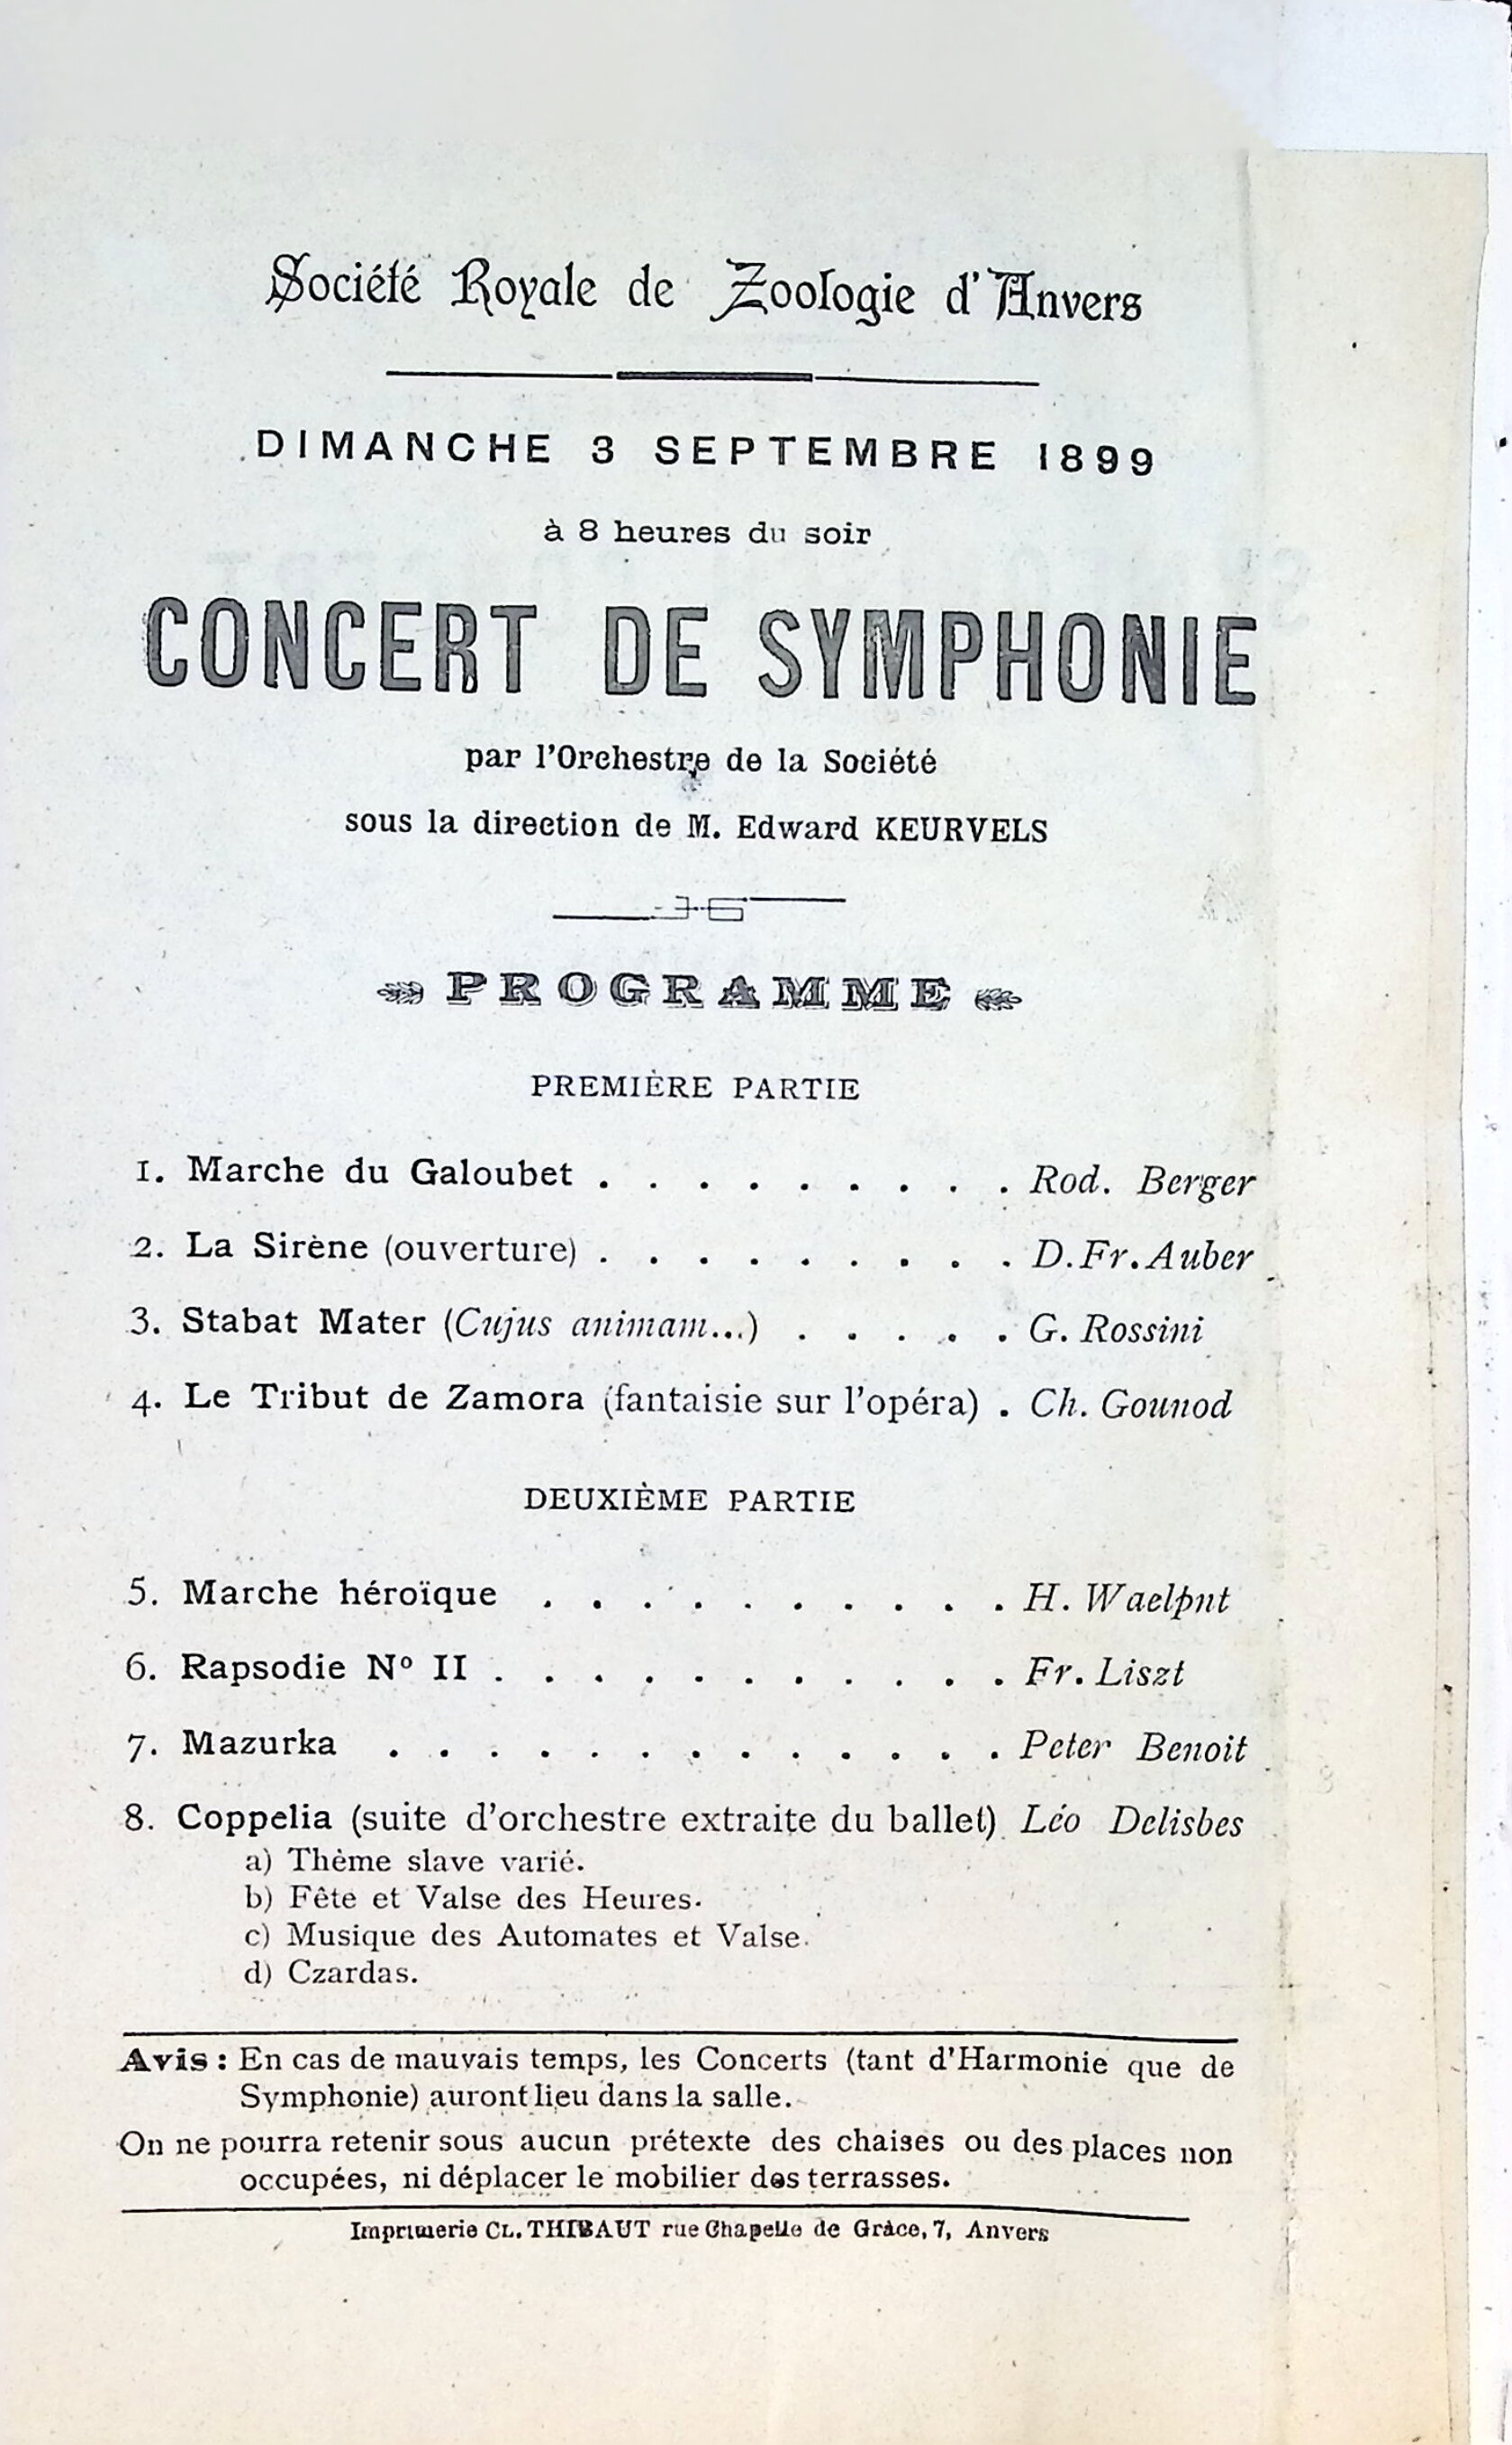 Société Royale de Zoologie d'Anvers
DIMANCHE 3 SEPTEMBRE 1899
à 8 heures du soir
CONCERT DE SYMPHONIE
par l'Orchestre de la Société
sous la direction de M. Edward KEURVELS
PROGRAMME
PREMIÈRE PARTIE
1. Marche du Galoubet . . . . . . . . . Rod. Berger
2. La Sirène (ouverture) . . . . . . . . . D. Fr. Auber
3. Stabat Mater (Cujus animam...) . . . . . G. Rossini
4. Le Tribut de Zamora (fantaisie sur l'opéra) . Ch. Gounod
DEUXIÈME PARTIE
5. Marche héroïque . . . . . . . . . . H. Waelput
6. Rapsodie Nº II . . . . . . . . . . . Fr. Liszt
7. Mazurka . . . . . . . . . . . . . Peter Benoit
8. Coppelia (suite d'orchestre extraite du ballet) Léo Delisbes
a) Thème slave varié.
b) Fête et Valse des Heures.
c) Musique des Automates et Valse.
d) Czardas.
Avis : En cas de mauvais temps, les Concerts (tant d'Harmonie que de
Symphonie) auront lieu dans la salle.
On ne pourra retenir sous aucun prétexte des chaises ou des places non
occupées, ni déplacer le mobilier des terrasses.
Imprimerie CL. THIBAUT rue Chapelle de Grâce, 7, Anvers